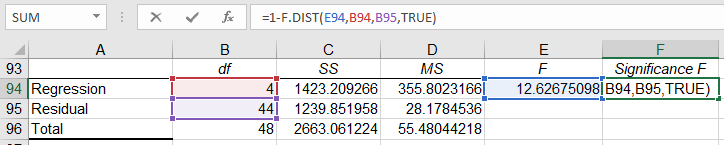 SUM fx =1-F.DIST(E94,B94,B95,TRUE)
A B C D E F
93 df SS MS F Significance F
94 Regression 4 1423.209266 355.8023166 12.62675098 B94,B95,TRUE)
95 Residual 44 1239.851958 28.1784536
96 Total 48 2663.061224 55.48044218